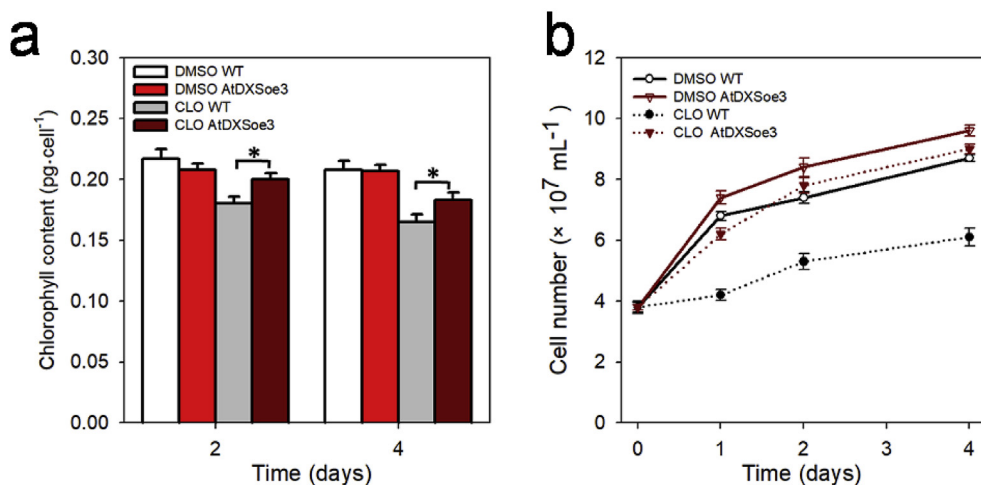 a
0.30
0.25
0.20
0.15
0.10
0.05
0.00
Chlorophyll content (pg·cell⁻¹)
DMSO WT
DMSO AtDXSoe3
CLO WT
CLO AtDXSoe3
*
*
2
4
Time (days)
b
12
10
8
6
4
2
0
Cell number (× 10⁷ mL⁻¹)
DMSO WT
DMSO AtDXSoe3
CLO WT
CLO AtDXSoe3
0
1
2
3
4
Time (days)